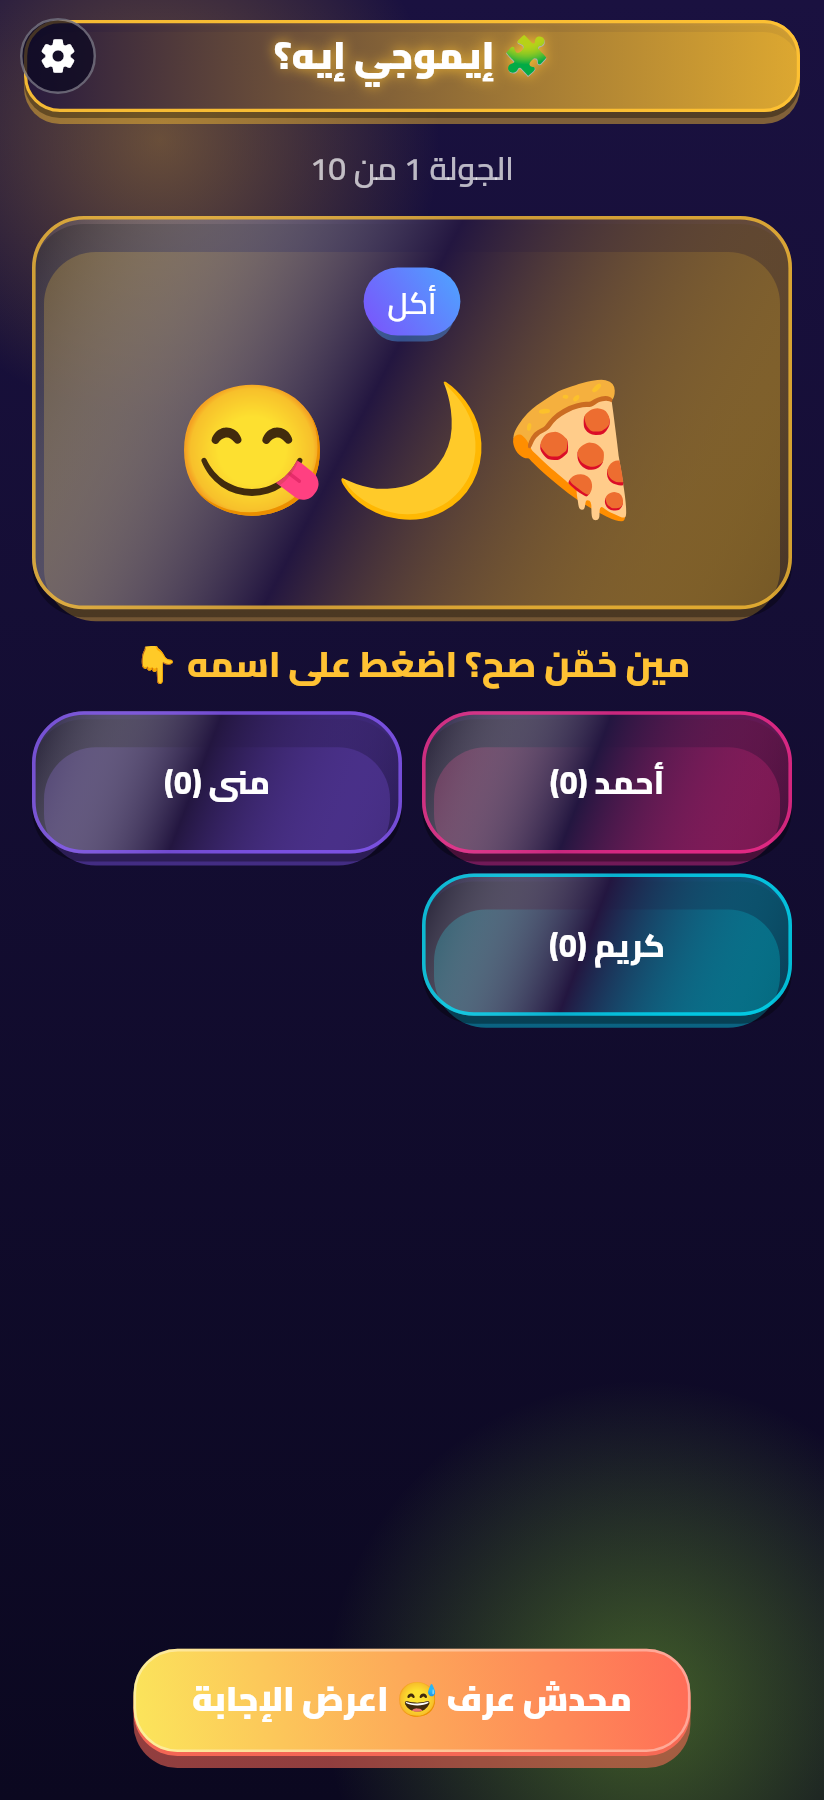 🧩 إيموجي إيه؟
الجولة 1 من 10
أكل
🍕🌙😋
مين خمّن صح؟ اضغط على اسمه 👇
أحمد (0)
منى (0)
كريم (0)
محدش عرف 😅 اعرض الإجابة